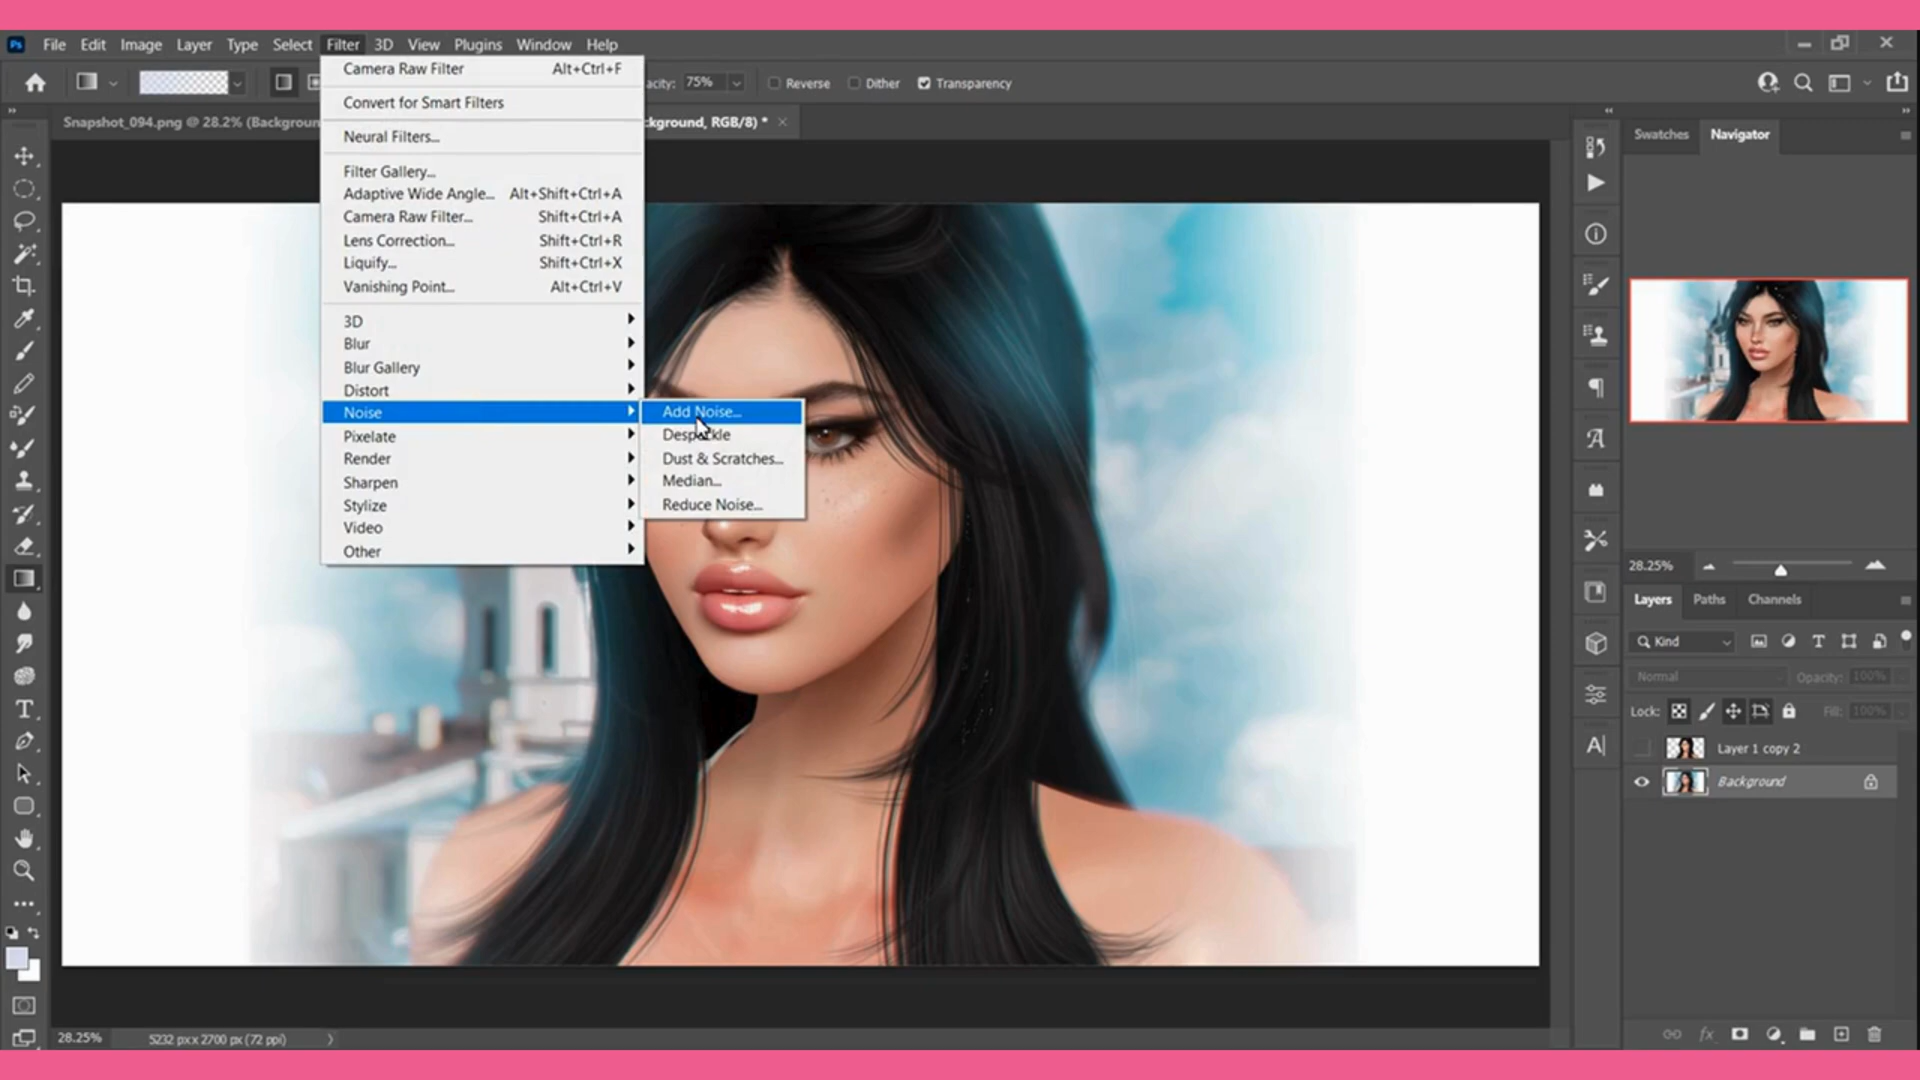 Ps File Edit Image Layer Type Select Filter 3D View Plugins Window Help
acity: 75% Reverse Dither Transparency
Snapshot_094.png @ 28.2% (Backgroun
kground, RGB/8) *
Camera Raw Filter Alt+Ctrl+F
Convert for Smart Filters
Neural Filters...
Filter Gallery...
Adaptive Wide Angle... Alt+Shift+Ctrl+A
Camera Raw Filter... Shift+Ctrl+A
Lens Correction... Shift+Ctrl+R
Liquify... Shift+Ctrl+X
Vanishing Point... Alt+Ctrl+V
3D
Blur
Blur Gallery
Distort
Noise
Pixelate
Render
Sharpen
Stylize
Video
Other
Add Noise...
Despeckle
Dust & Scratches...
Median...
Reduce Noise...
Swatches Navigator
28.25%
Layers Paths Channels
Kind
Normal Opacity: 100%
Lock: Fill: 100%
Layer 1 copy 2
Background
fx
28.25% 5232 px x 2700 px (72 ppi)